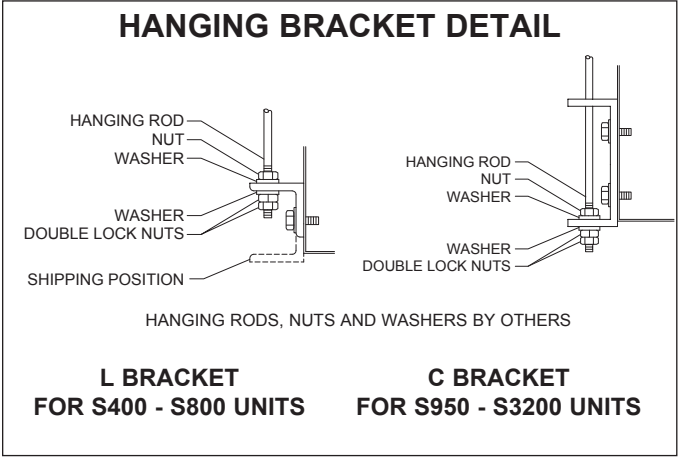 HANGING BRACKET DETAIL
HANGING ROD
NUT
WASHER
WASHER
DOUBLE LOCK NUTS
SHIPPING POSITION
HANGING ROD
NUT
WASHER
WASHER
DOUBLE LOCK NUTS
HANGING RODS, NUTS AND WASHERS BY OTHERS
L BRACKET
FOR S400 - S800 UNITS
C BRACKET
FOR S950 - S3200 UNITS